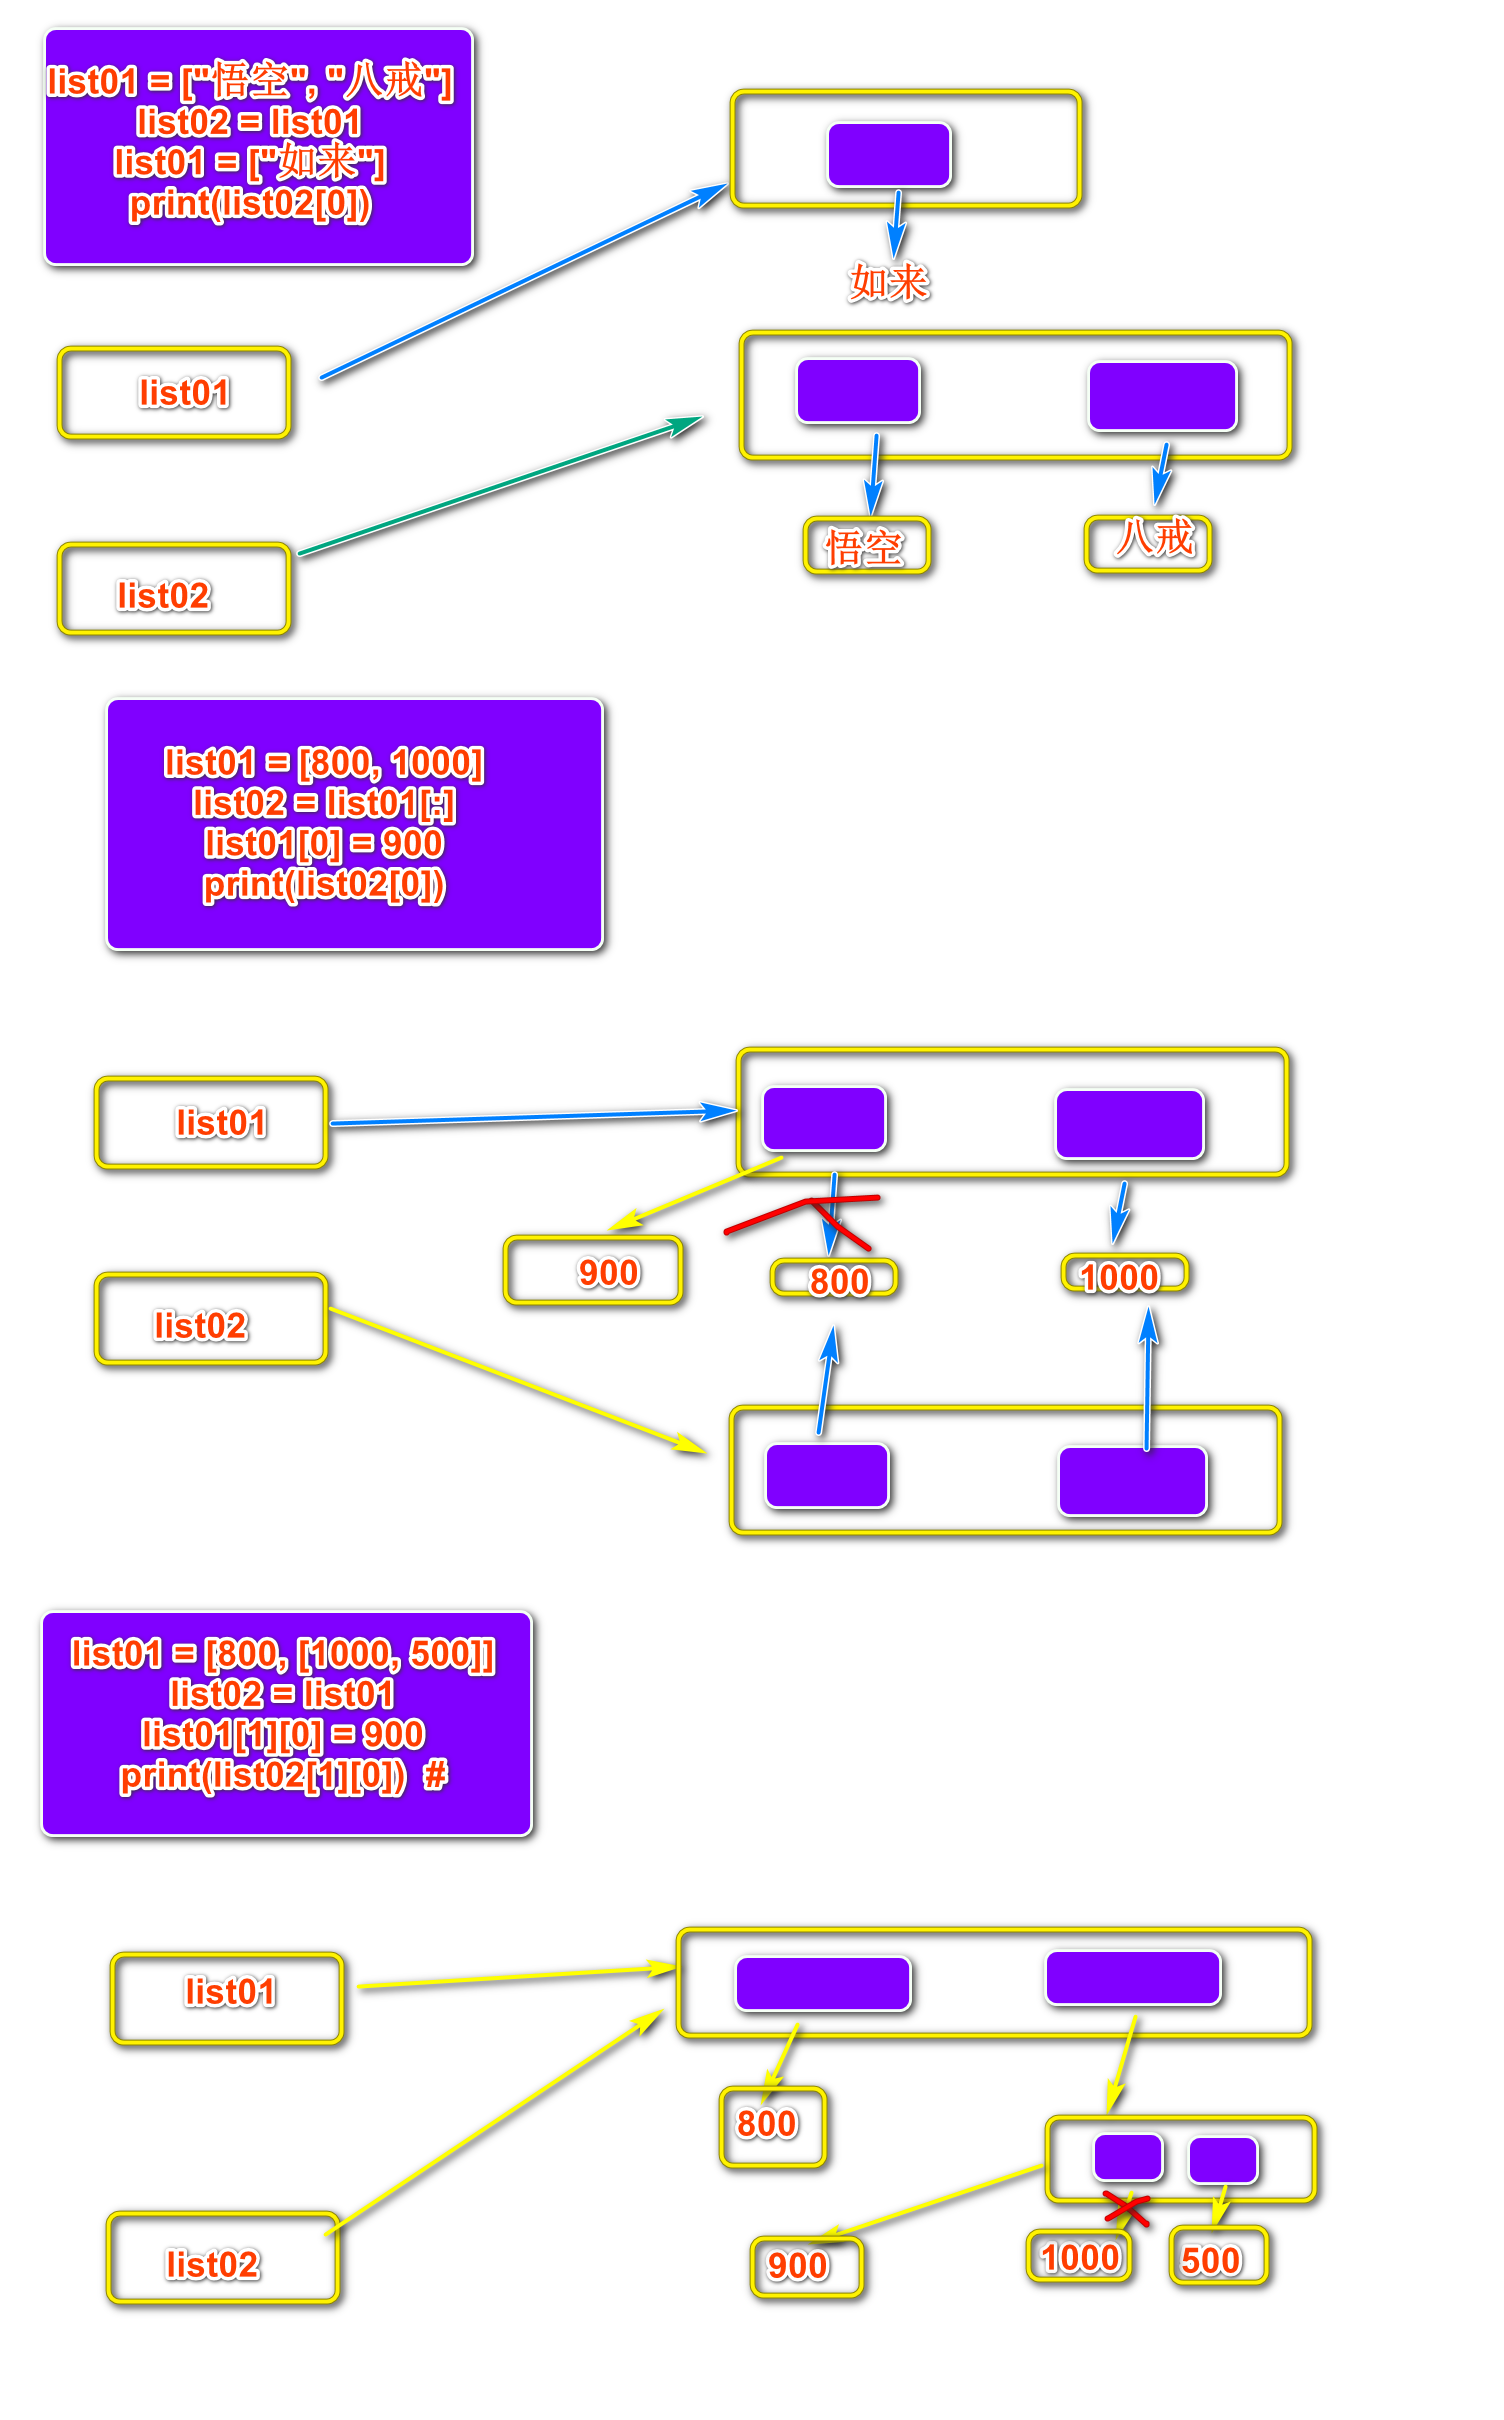 list01 = ["悟空", "八戒"]
list02 = list01
list01 = ["如来"]
print(list02[0])
如来
list01
悟空
八戒
list02
list01 = [800, 1000]
list02 = list01[:]
list01[0] = 900
print(list02[0])
list01
900
800
1000
list02
list01 = [800, [1000, 500]]
list02 = list01
list01[1][0] = 900
print(list02[1][0])  #
list01
800
900
1000
500
list02